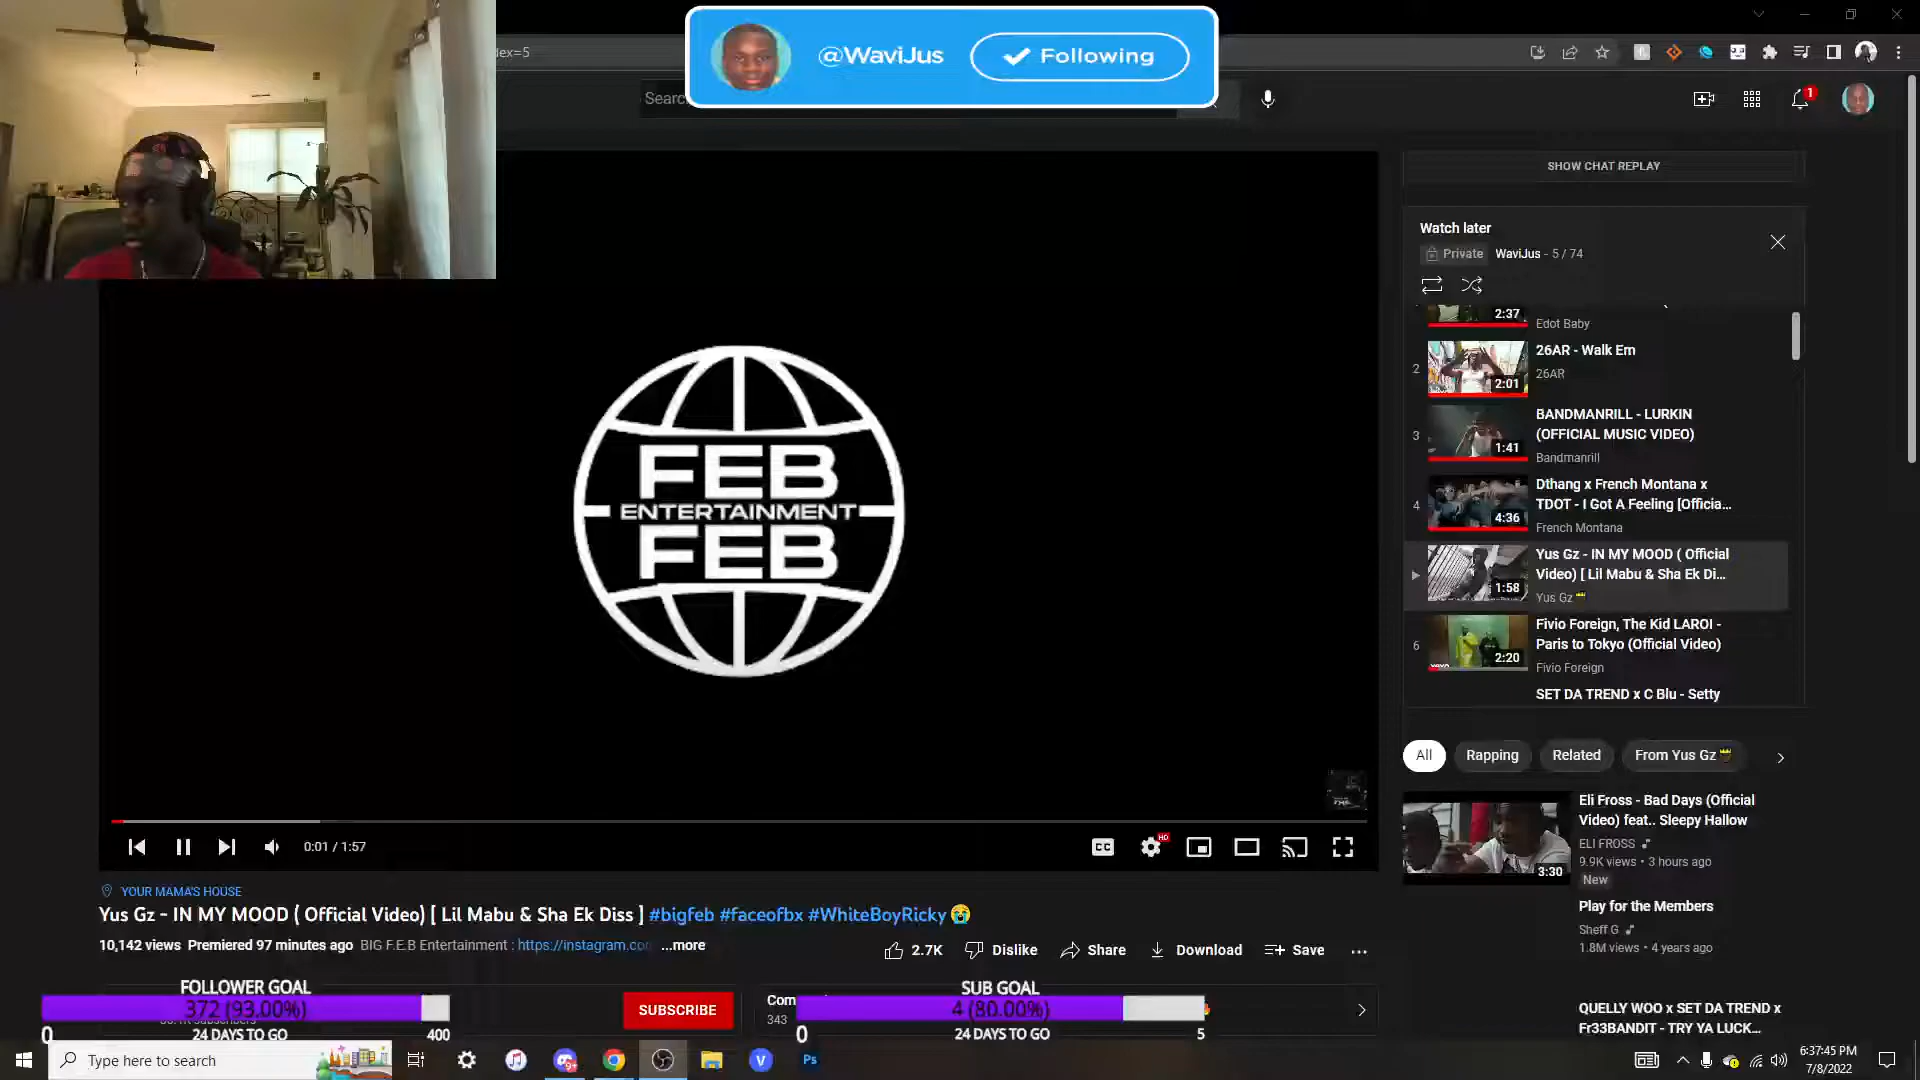 @WaviJus
Following
dex=5
Searc
1
SHOW CHAT REPLAY
Watch later
Private
WaviJus - 5 / 74
2:37
Edot Baby
2
26AR - Walk Em
26AR
2:01
3
BANDMANRILL - LURKIN
(OFFICIAL MUSIC VIDEO)
Bandmanrill
1:41
4
Dthang x French Montana x
TDOT - I Got A Feeling [Officia...
French Montana
4:36
Yus Gz - IN MY MOOD ( Official
Video) [ Lil Mabu & Sha Ek Di...
Yus Gz
1:58
6
Fivio Foreign, The Kid LAROI -
Paris to Tokyo (Official Video)
Fivio Foreign
2:20
SET DA TREND x C Blu - Setty
FEB
ENTERTAINMENT
FEB
0:01 / 1:57
CC
HD
All
Rapping
Related
From Yus Gz
Eli Fross - Bad Days (Official
Video) feat.. Sleepy Hallow
ELI FROSS
9.9K views • 3 hours ago
New
3:30
Play for the Members
Sheff G
1.8M views • 4 years ago
QUELLY WOO x SET DA TREND x
Fr33BANDIT - TRY YA LUCK...
YOUR MAMA'S HOUSE
Yus Gz - IN MY MOOD ( Official Video) [ Lil Mabu & Sha Ek Diss ] #bigfeb #faceofbx #WhiteBoyRicky 😭
10,142 views Premiered 97 minutes ago BIG F.E.B Entertainment : https://instagram.con ...more
2.7K
Dislike
Share
Download
Save
FOLLOWER GOAL
372 (93.00%)
0
24 DAYS TO GO
400
SUBSCRIBE
Com
343
SUB GOAL
4 (80.00%)
0
24 DAYS TO GO
5
Type here to search
9+
V
Ps
6:37:45 PM
7/8/2022